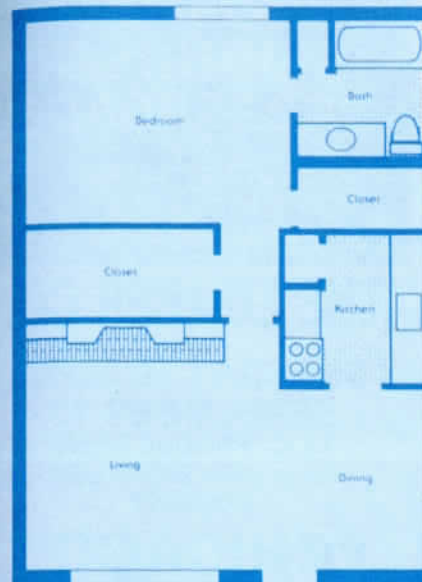 Bath
Bedroom
Closet
Closet
Kitchen
Living
Dining